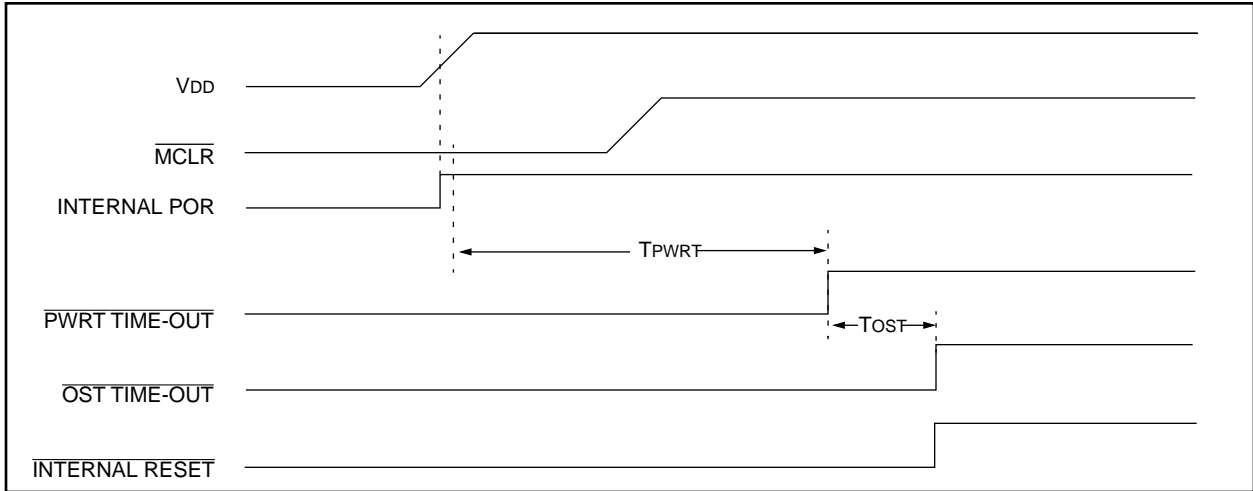 VDD
MCLR
INTERNAL POR
TPWRT
PWRT TIME-OUT
TOST
OST TIME-OUT
INTERNAL RESET